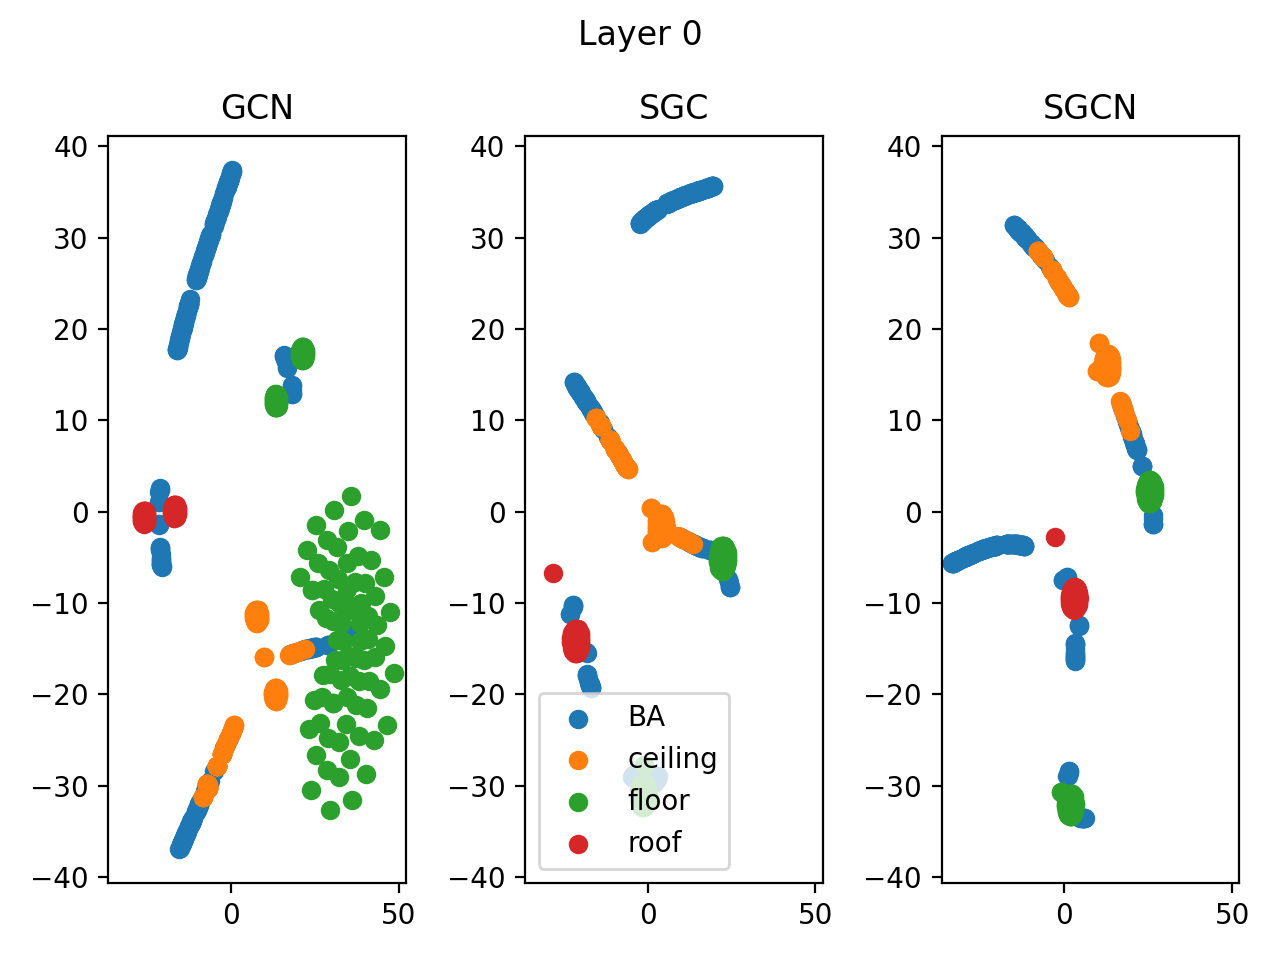 Layer 0
GCN SGC SGCN
40 40 40
30 30 30
20 20 20
10 10 10
0 0 0
−10 −10 −10
−20 −20 −20
BA
ceiling
−30 −30 −30
floor
roof
−40 −40 −40
0 50 0 50 0 50